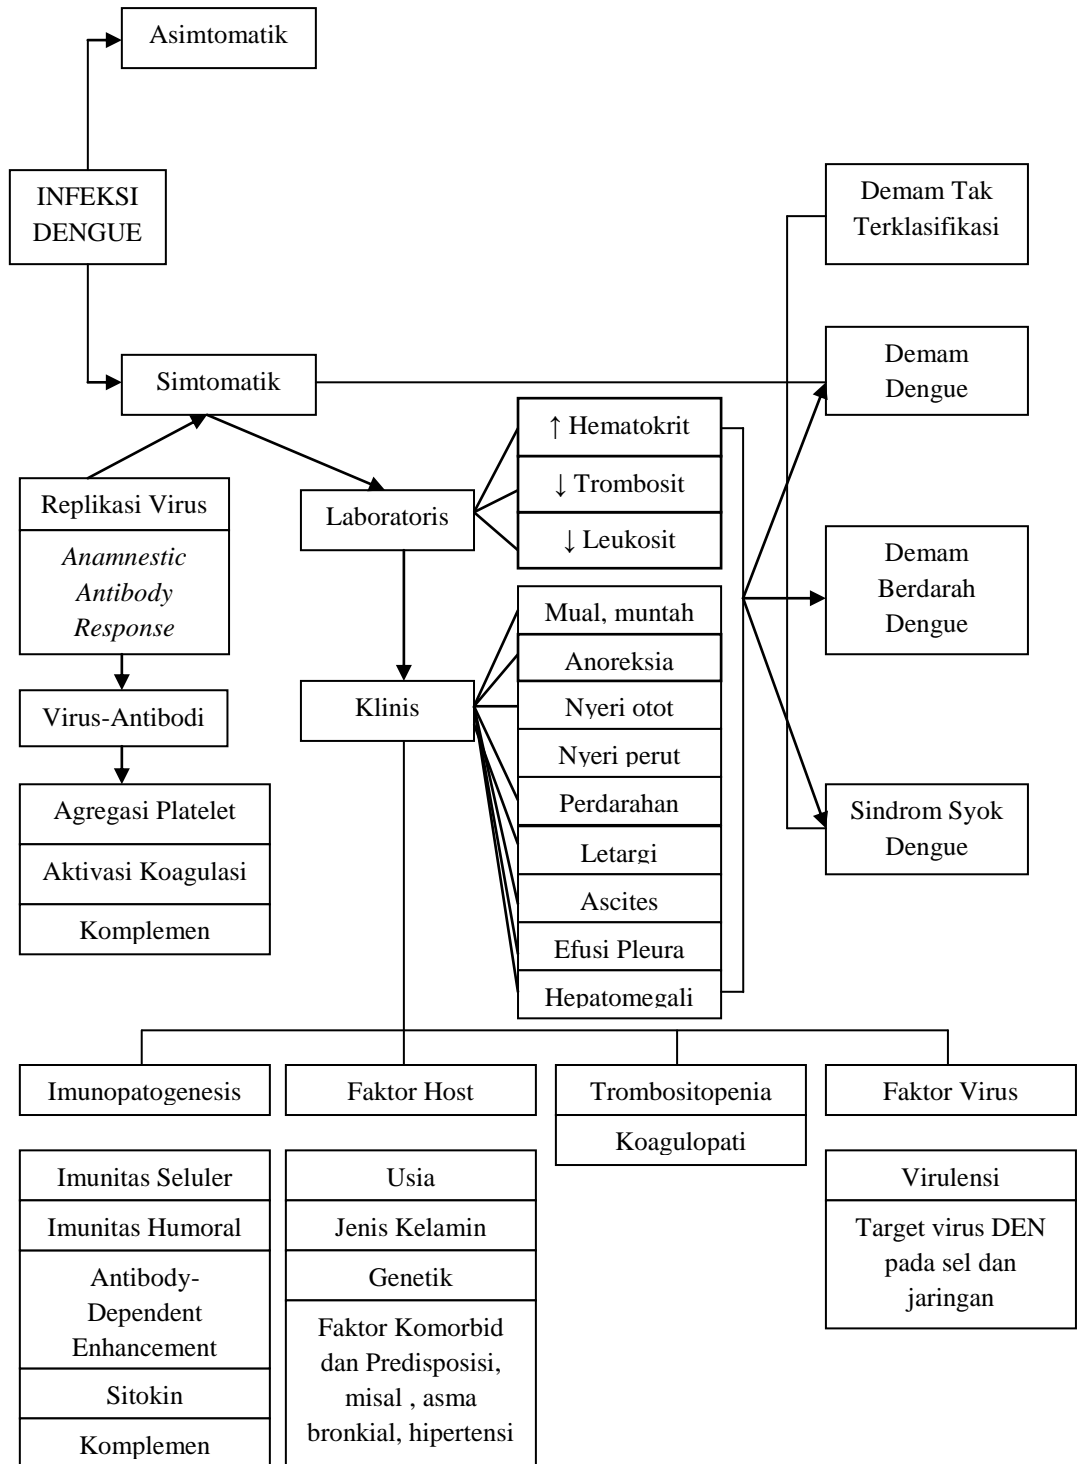 Asimtomatik
INFEKSI
DENGUE
Demam Tak
Terklasifikasi
Simtomatik
Demam
Dengue
Replikasi Virus
Anamnestic
Antibody
Response
Virus-Antibodi
Agregasi Platelet
Aktivasi Koagulasi
Komplemen
Laboratoris
↑ Hematokrit
↓ Trombosit
↓ Leukosit
Klinis
Mual, muntah
Anoreksia
Nyeri otot
Nyeri perut
Perdarahan
Letargi
Ascites
Efusi Pleura
Hepatomegali
Demam
Berdarah
Dengue
Sindrom Syok
Dengue
Imunopatogenesis
Imunitas Seluler
Imunitas Humoral
Antibody-
Dependent
Enhancement
Sitokin
Komplemen
Faktor Host
Usia
Jenis Kelamin
Genetik
Faktor Komorbid
dan Predisposisi,
misal , asma
bronkial, hipertensi
Trombositopenia
Koagulopati
Faktor Virus
Virulensi
Target virus DEN
pada sel dan
jaringan